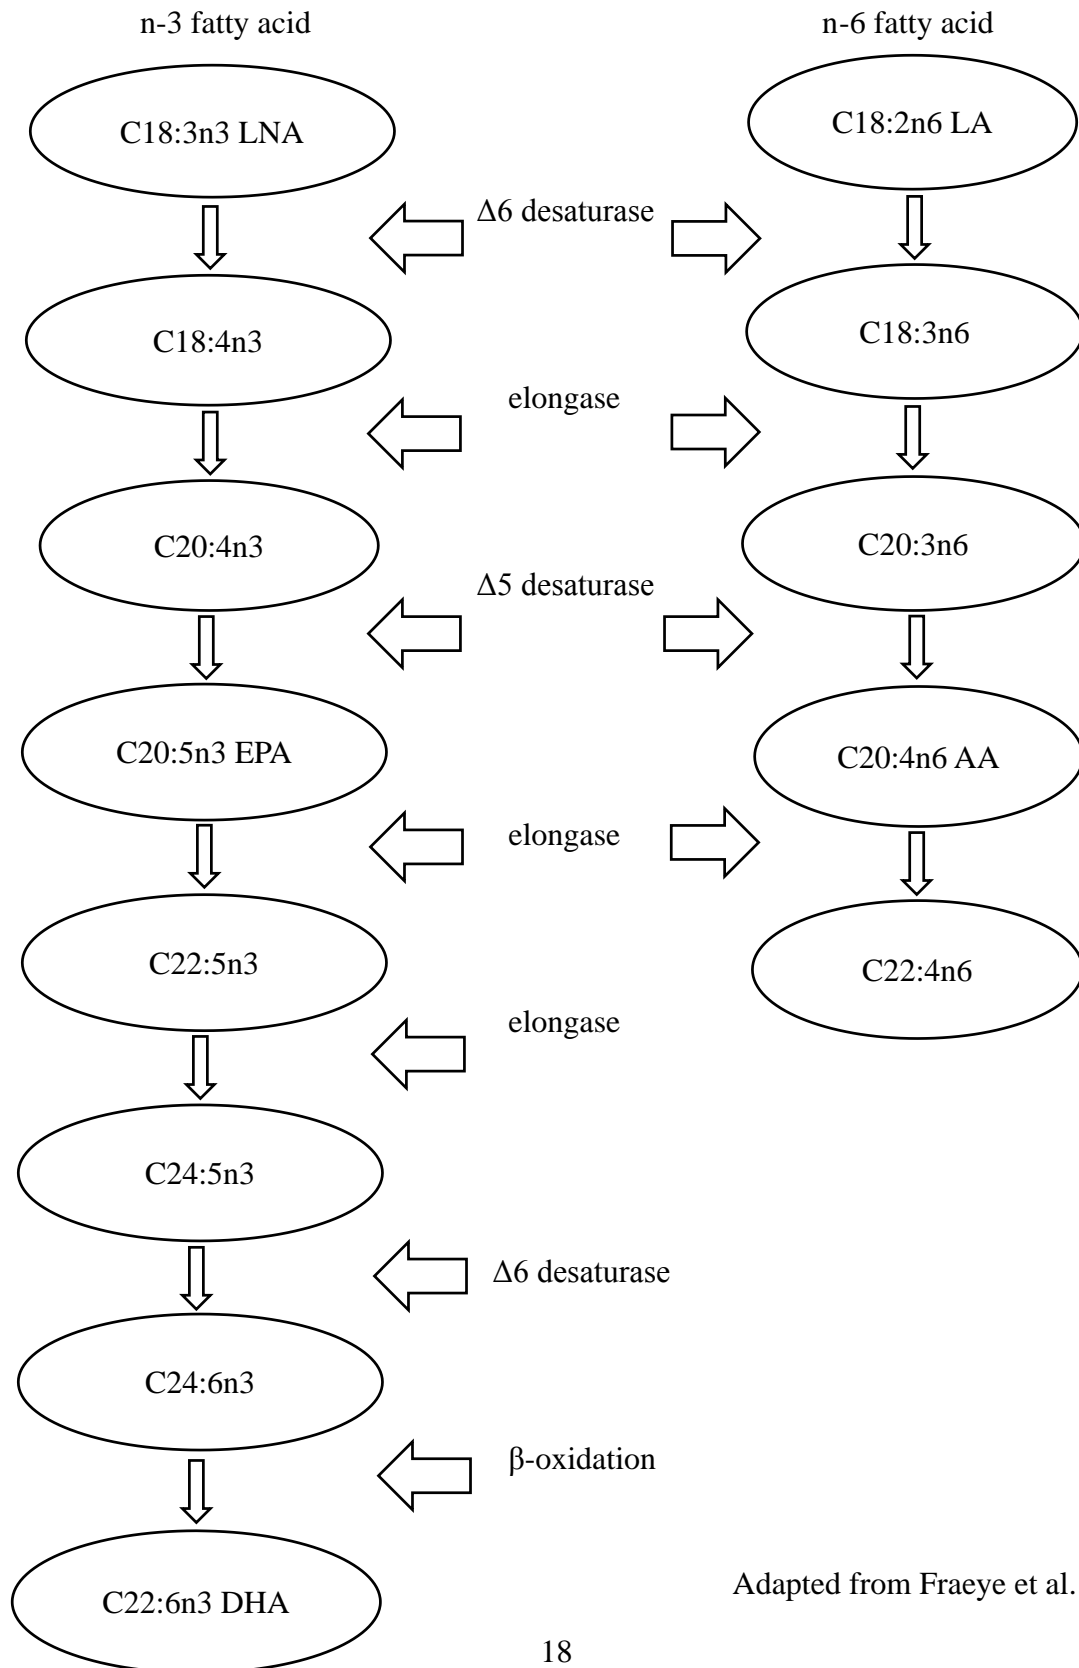 n-3 fatty acid
n-6 fatty acid
C18:3n3 LNA
C18:2n6 LA
Δ6 desaturase
C18:4n3
C18:3n6
elongase
C20:4n3
C20:3n6
Δ5 desaturase
C20:5n3 EPA
C20:4n6 AA
elongase
C22:5n3
C22:4n6
elongase
C24:5n3
Δ6 desaturase
C24:6n3
β-oxidation
C22:6n3 DHA
Adapted from Fraeye et al.
18